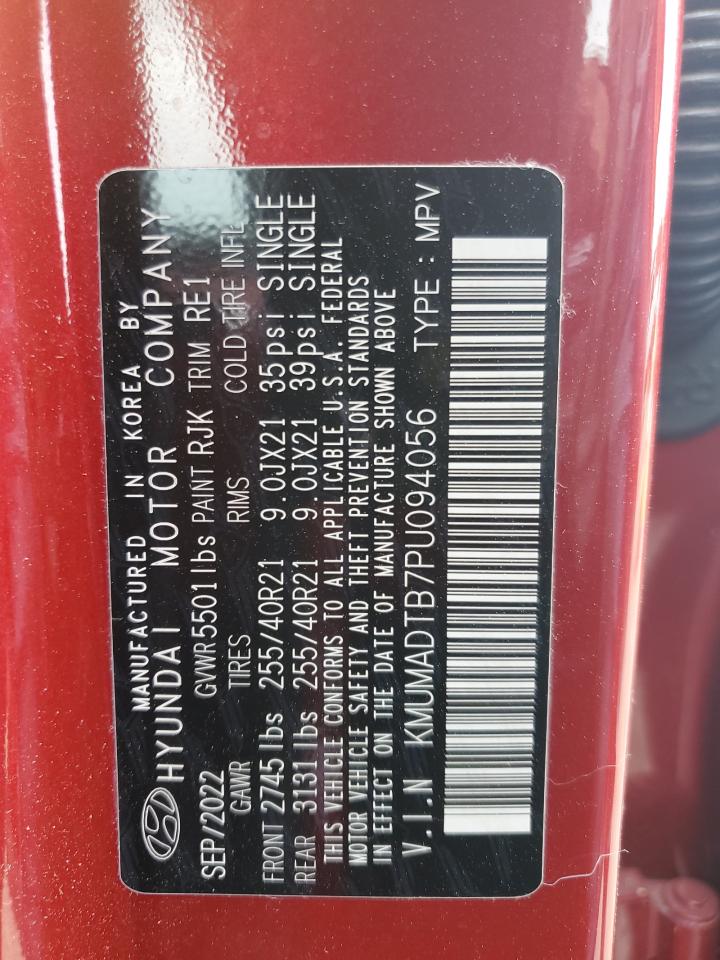 MANUFACTURED IN KOREA BY
HYUNDAI MOTOR COMPANY
SEP/2022 GVWR 5501 lbs PAINT RJK TRIM RE1
GAWR TIRES RIMS COLD TIRE INFL
FRONT 2745 lbs 255/40R21 9.0JX21 35psi SINGLE
REAR 3131 lbs 255/40R21 9.0JX21 39psi SINGLE
THIS VEHICLE CONFORMS TO ALL APPLICABLE U.S.A. FEDERAL
MOTOR VEHICLE SAFETY AND THEFT PREVENTION STANDARDS
IN EFFECT ON THE DATE OF MANUFACTURE SHOWN ABOVE
V.I.N KMUMADTB7PU094056 TYPE : MPV